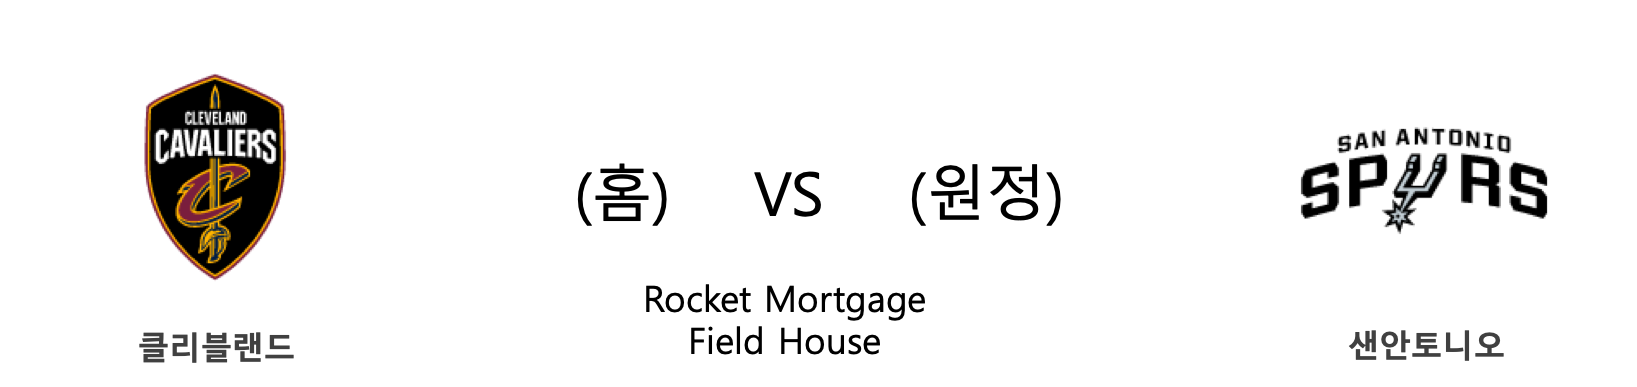 CLEVELAND
CAVALIERS
SAN ANTONIO
SPURS
(홈) VS (원정)
Rocket Mortgage
Field House
클리블랜드
샌안토니오